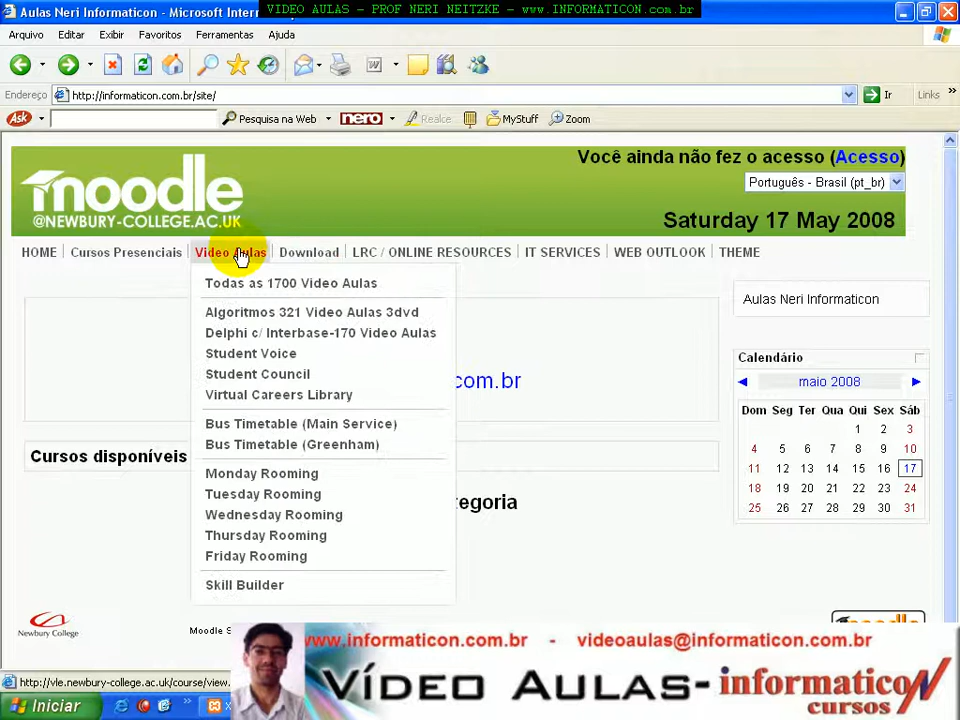 Aulas Neri Informaticon - Microsoft Inter
VIDEO AULAS - PROF NERI NEITZKE - www.INFORMATICON.com.br
Arquivo Editar Exibir Favoritos Ferramentas Ajuda
Endereço http://informaticon.com.br/site/ Ir Links »
Ask Pesquisa na Web nero Realce MyStuff Zoom
Você ainda não fez o acesso (Acesso)
moodle
@NEWBURY-COLLEGE.AC.UK
Português - Brasil (pt_br)
Saturday 17 May 2008
HOME Cursos Presenciais Video Aulas Download LRC / ONLINE RESOURCES IT SERVICES WEB OUTLOOK THEME
Todas as 1700 Video Aulas
Algoritmos 321 Video Aulas 3dvd
Delphi c/ Interbase-170 Video Aulas
Student Voice
Student Council
Virtual Careers Library
Bus Timetable (Main Service)
Bus Timetable (Greenham)
Monday Rooming
Tuesday Rooming
Wednesday Rooming
Thursday Rooming
Friday Rooming
Skill Builder
com.br
Cursos disponíveis
tegoria
Aulas Neri Informaticon
Calendário
maio 2008
Dom Seg Ter Qua Qui Sex Sáb
1 2 3
4 5 6 7 8 9 10
11 12 13 14 15 16 17
18 19 20 21 22 23 24
25 26 27 28 29 30 31
Newbury College
Moodle S
www.informaticon.com.br - videoaulas@informaticon.com.br
VÍDEO AULAS- informaticon
cursos
http://vle.newbury-college.ac.uk/course/view.
Iniciar